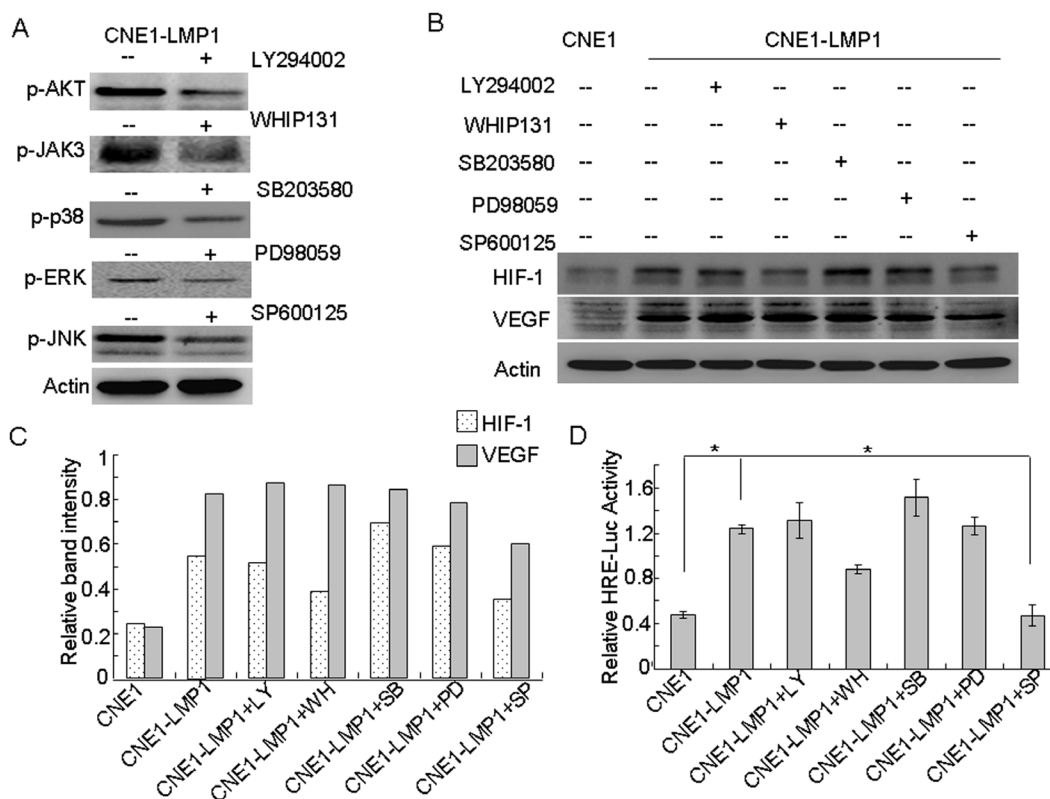 A
CNE1-LMP1
-- + LY294002
p-AKT
-- + WHIP131
p-JAK3
-- + SB203580
p-p38
-- + PD98059
p-ERK
-- + SP600125
p-JNK
Actin
B
CNE1 CNE1-LMP1
LY294002 -- -- + -- -- -- --
WHIP131 -- -- -- + -- -- --
SB203580 -- -- -- -- + -- --
PD98059 -- -- -- -- -- + --
SP600125 -- -- -- -- -- -- +
HIF-1
VEGF
Actin
C
HIF-1
VEGF
Relative band intensity
1
0.8
0.6
0.4
0.2
0
CNE1
CNE1-LMP1
CNE1-LMP1+LY
CNE1-LMP1+WH
CNE1-LMP1+SB
CNE1-LMP1+PD
CNE1-LMP1+SP
D
* *
Relative HRE-Luc Activity
1.6
1.2
0.8
0.4
0
CNE1
CNE1-LMP1
CNE1-LMP1+LY
CNE1-LMP1+WH
CNE1-LMP1+SB
CNE1-LMP1+PD
CNE1-LMP1+SP